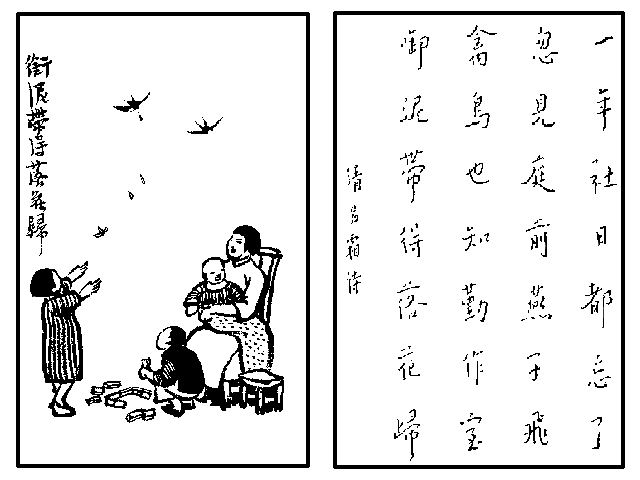 銜泥帶得落花歸
一年社日都忘了
忽見庭前燕子飛
禽鳥也知勤作室
啣泥帶得落花歸
清呂霜詩